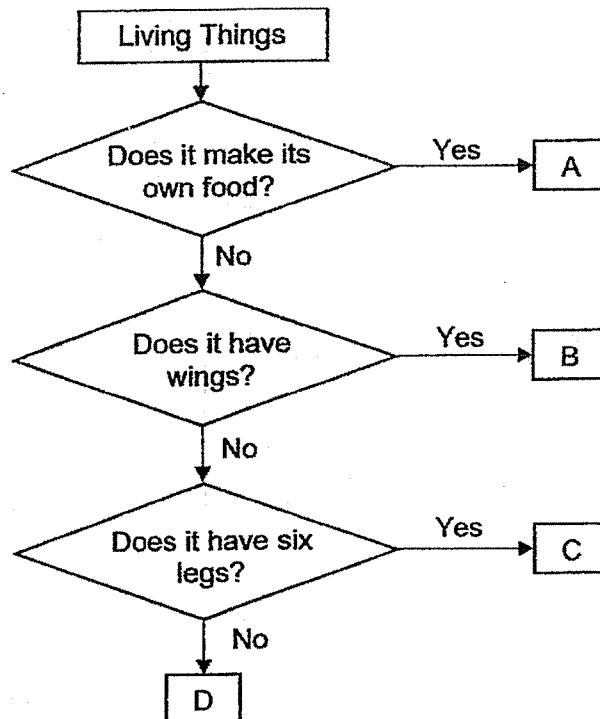 Living Things
Does it make its
own food?
Yes
A
No
Does it have
wings?
Yes
B
No
Does it have six
legs?
Yes
C
No
D